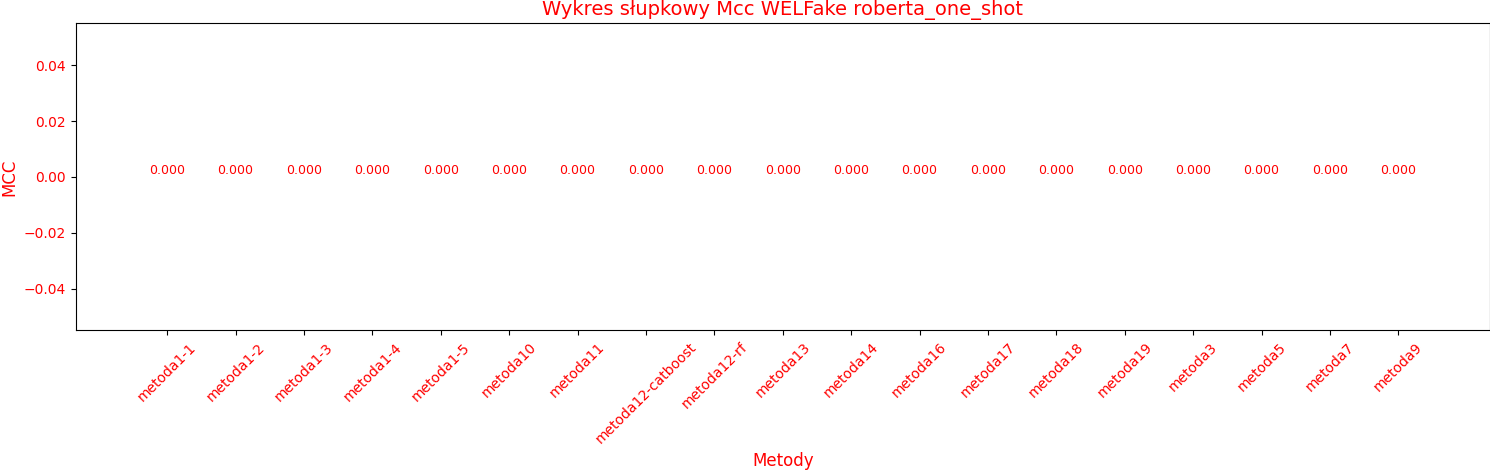 Wykres słupkowy Mcc WELFake roberta_one_shot
MCC
0.04
0.02
0.00
−0.02
−0.04
0.000 0.000 0.000 0.000 0.000 0.000 0.000 0.000 0.000 0.000 0.000 0.000 0.000 0.000 0.000 0.000 0.000 0.000 0.000
metoda1-1
metoda1-2
metoda1-3
metoda1-4
metoda1-5
metoda10
metoda11
metoda12-catboost
metoda12-rf
metoda13
metoda14
metoda16
metoda17
metoda18
metoda19
metoda3
metoda5
metoda7
metoda9
Metody